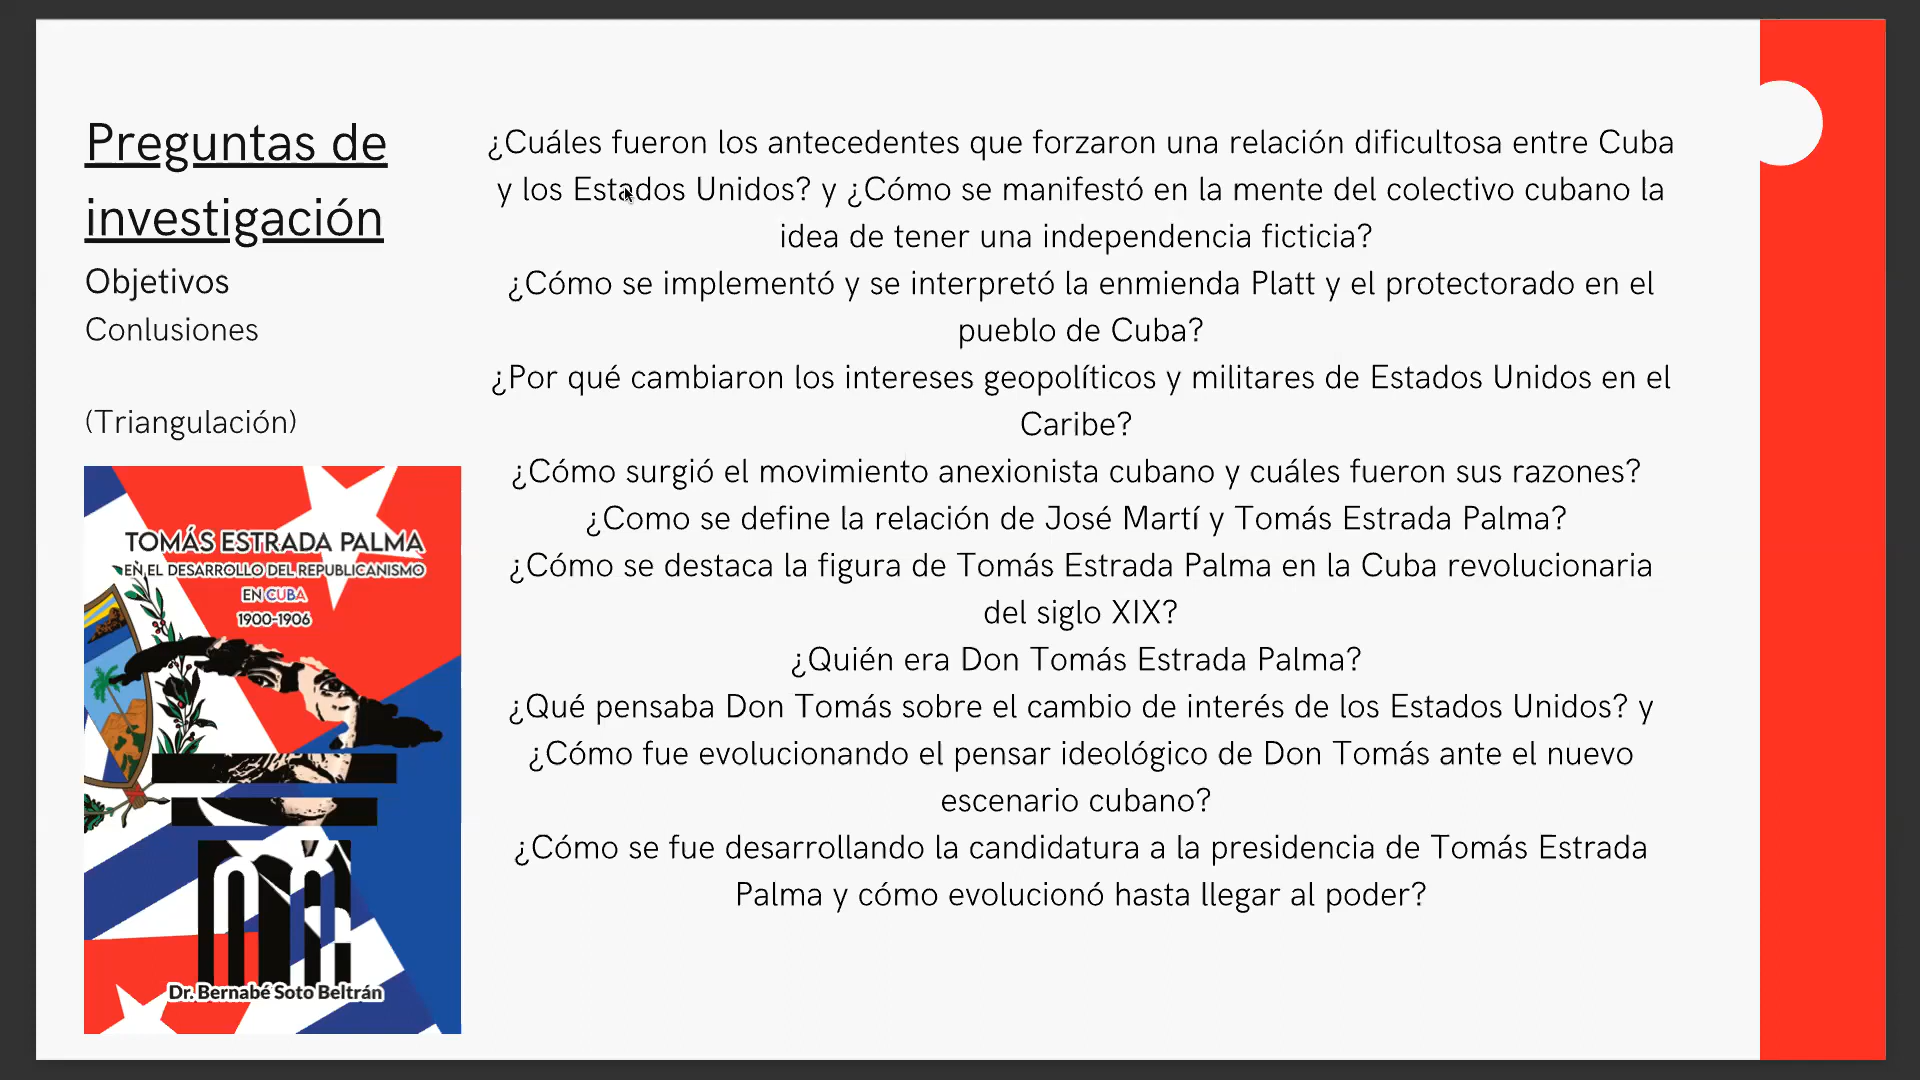 Preguntas de
investigación
Objetivos
Conlusiones
(Triangulación)
TOMÁS ESTRADA PALMA
EN EL DESARROLLO DEL REPUBLICANISMO
EN CUBA
1900-1906
Dr. Bernabé Soto Beltrán
¿Cuáles fueron los antecedentes que forzaron una relación dificultosa entre Cuba
y los Estados Unidos? y ¿Cómo se manifestó en la mente del colectivo cubano la
idea de tener una independencia ficticia?
¿Cómo se implementó y se interpretó la enmienda Platt y el protectorado en el
pueblo de Cuba?
¿Por qué cambiaron los intereses geopolíticos y militares de Estados Unidos en el
Caribe?
¿Cómo surgió el movimiento anexionista cubano y cuáles fueron sus razones?
¿Como se define la relación de José Martí y Tomás Estrada Palma?
¿Cómo se destaca la figura de Tomás Estrada Palma en la Cuba revolucionaria
del siglo XIX?
¿Quién era Don Tomás Estrada Palma?
¿Qué pensaba Don Tomás sobre el cambio de interés de los Estados Unidos? y
¿Cómo fue evolucionando el pensar ideológico de Don Tomás ante el nuevo
escenario cubano?
¿Cómo se fue desarrollando la candidatura a la presidencia de Tomás Estrada
Palma y cómo evolucionó hasta llegar al poder?